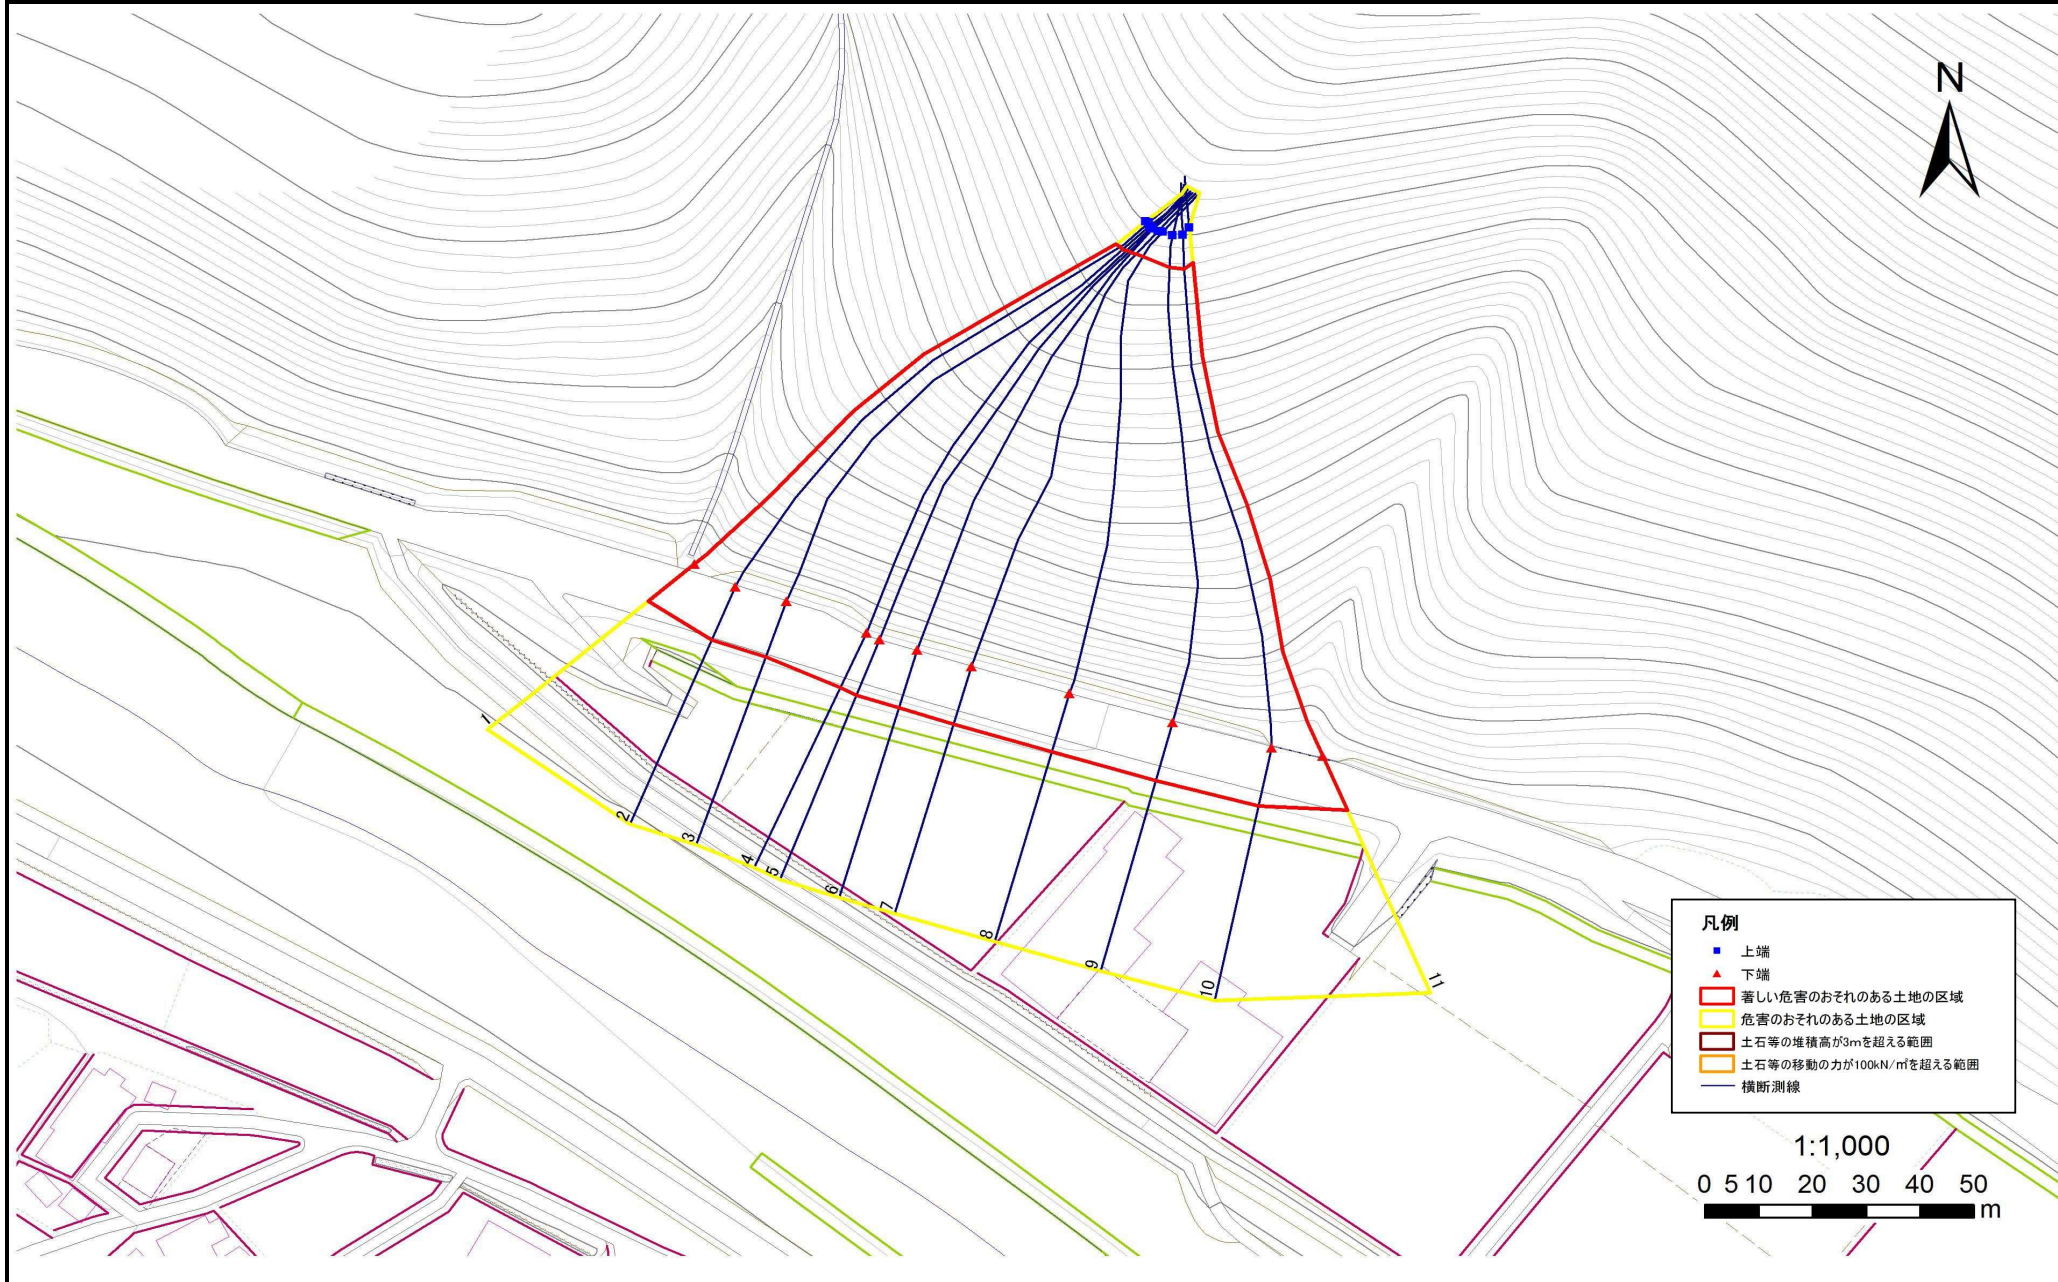 N
1
2
3
4
5
6
7
8
9
10
11
凡例
上端
下端
著しい危害のおそれのある土地の区域
危害のおそれのある土地の区域
土石等の堆積高が3mを超える範囲
土石等の移動の力が100kN/㎡を超える範囲
横断測線
1:1,000
0 5 10 20 30 40 50
m